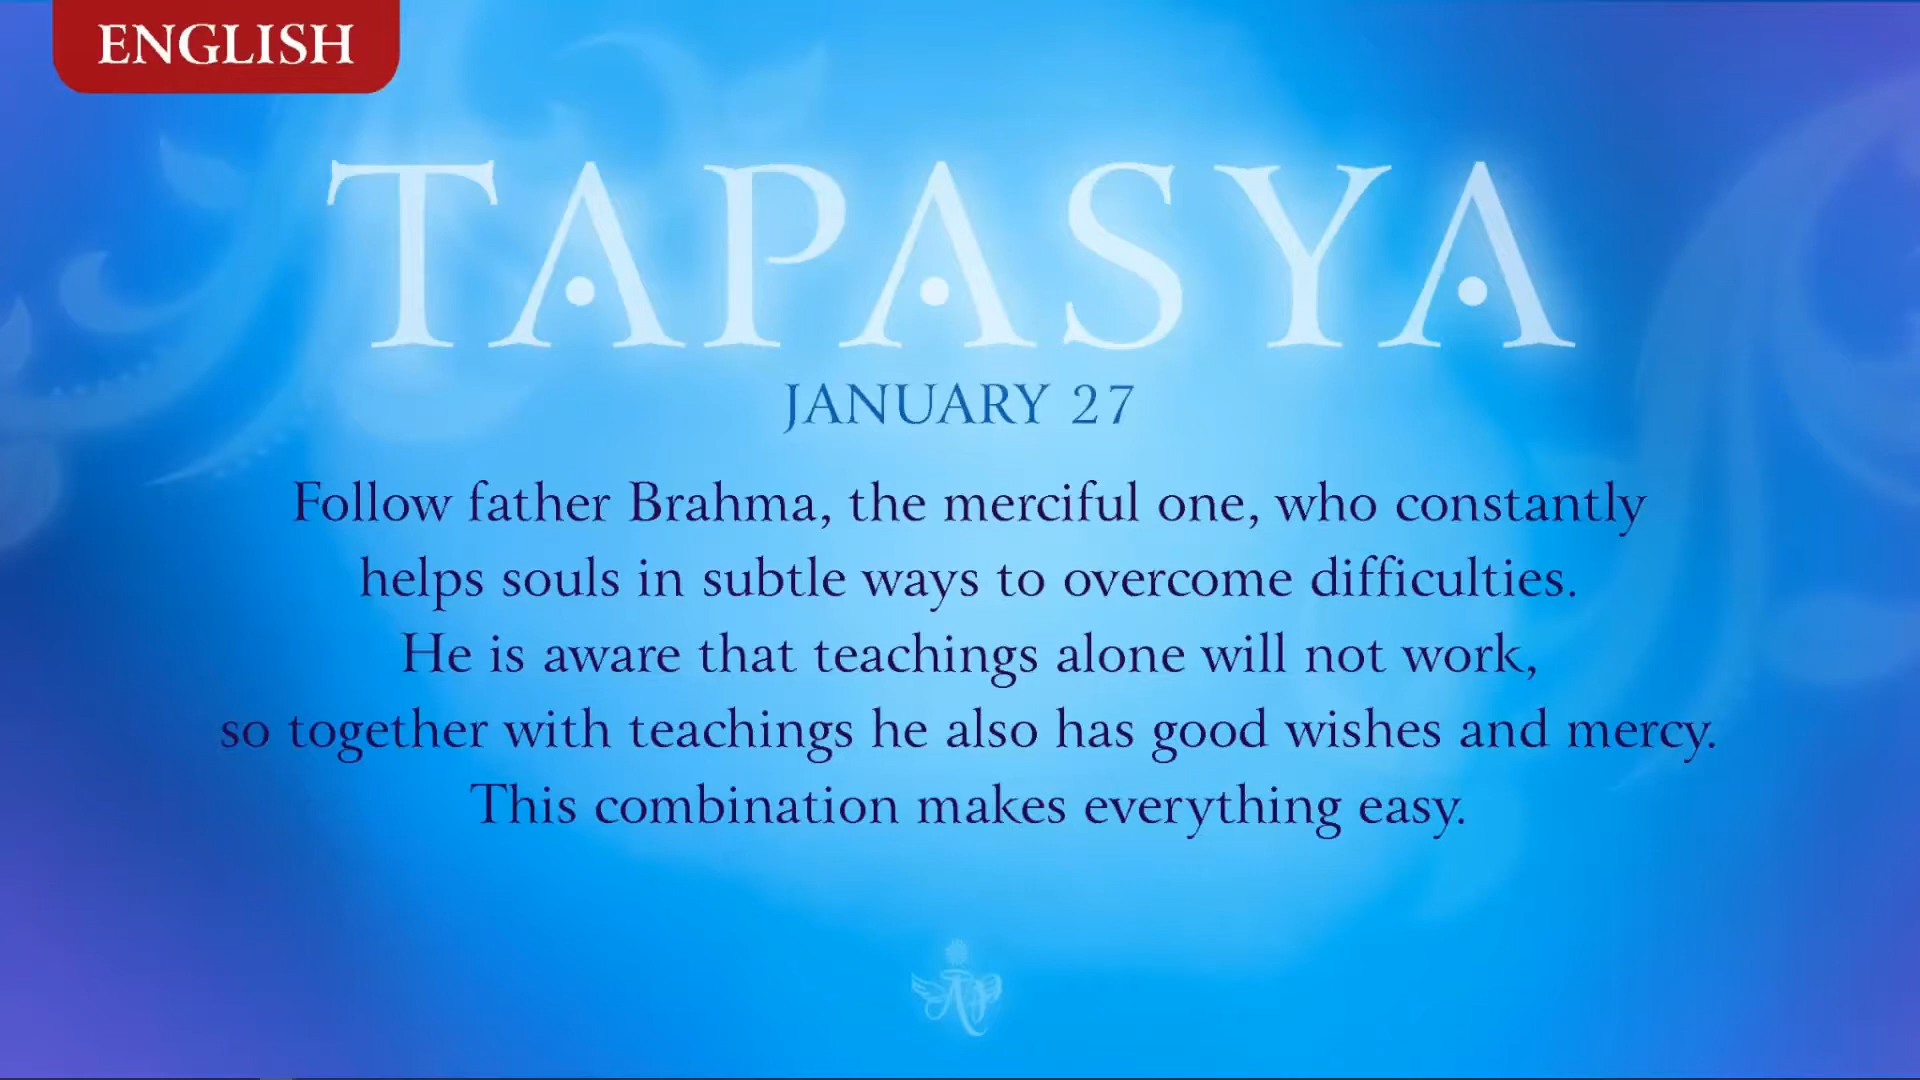 ENGLISH
TAPASYA
JANUARY 27
Follow father Brahma, the merciful one, who constantly
helps souls in subtle ways to overcome difficulties.
He is aware that teachings alone will not work,
so together with teachings he also has good wishes and mercy.
This combination makes everything easy.